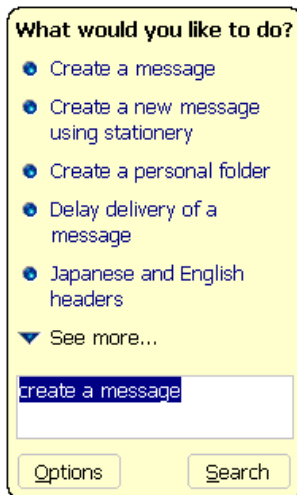 What would you like to do?
Create a message
Create a new message
using stationery
Create a personal folder
Delay delivery of a
message
Japanese and English
headers
See more...
create a message
Options
Search